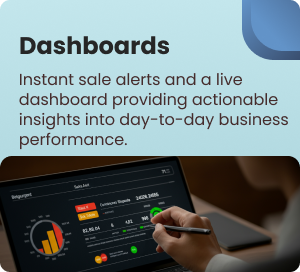 Dashboards
Instant sale alerts and a live
dashboard providing actionable
insights into day-to-day business
performance.